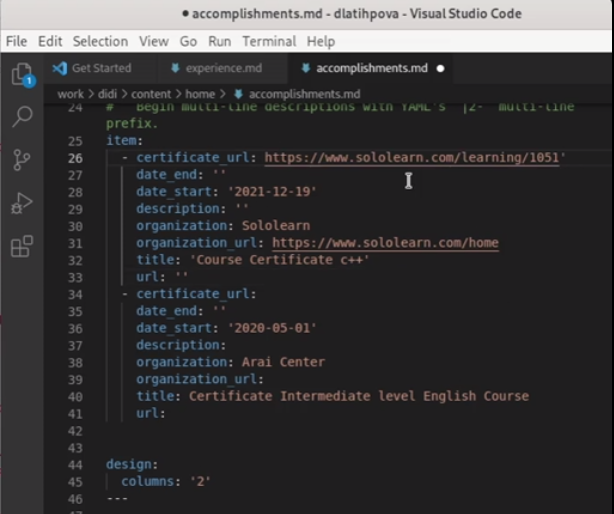 ● accomplishments.md - dlatihpova - Visual Studio Code
File Edit Selection View Go Run Terminal Help
Get Started experience.md accomplishments.md ●
work > didi > content > home > accomplishments.md
1
24 # Begin multi-line descriptions with YAML's `|2-` multi-line
prefix.
25 item:
26 - certificate_url: https://www.sololearn.com/learning/1051'
27 date_end: ''
28 date_start: '2021-12-19'
29 description: ''
30 organization: Sololearn
31 organization_url: https://www.sololearn.com/home
32 title: 'Course Certificate c++'
33 url: ''
34 - certificate_url:
35 date_end: ''
36 date_start: '2020-05-01'
37 description:
38 organization: Arai Center
39 organization_url:
40 title: Certificate Intermediate level English Course
41 url:
42
43
44 design:
45 columns: '2'
46 ---